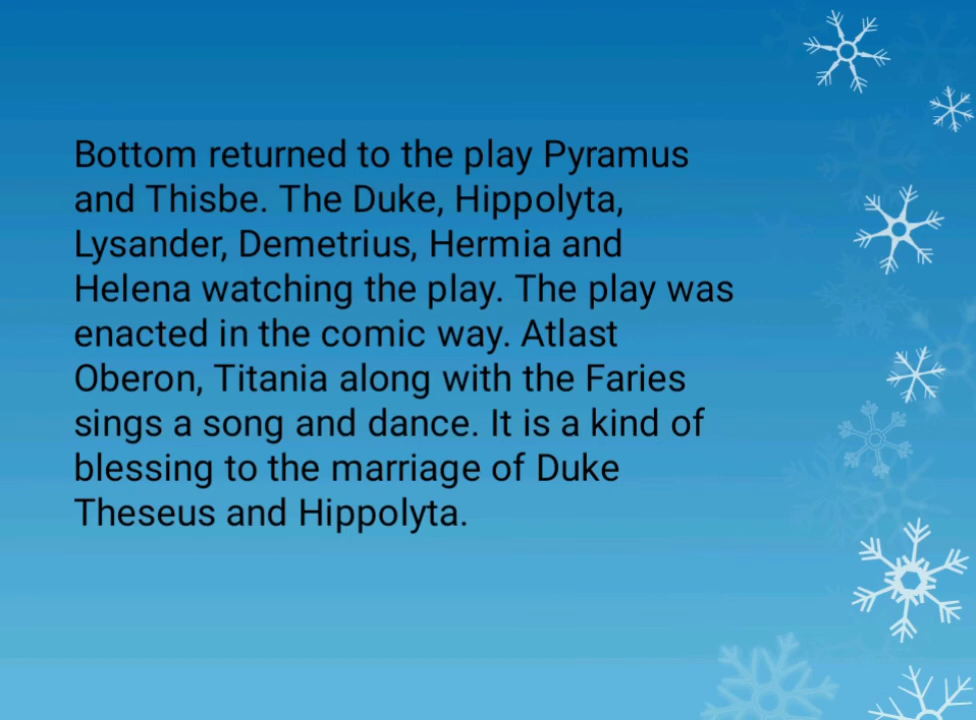 Bottom returned to the play Pyramus
and Thisbe. The Duke, Hippolyta,
Lysander, Demetrius, Hermia and
Helena watching the play. The play was
enacted in the comic way. Atlast
Oberon, Titania along with the Faries
sings a song and dance. It is a kind of
blessing to the marriage of Duke
Theseus and Hippolyta.